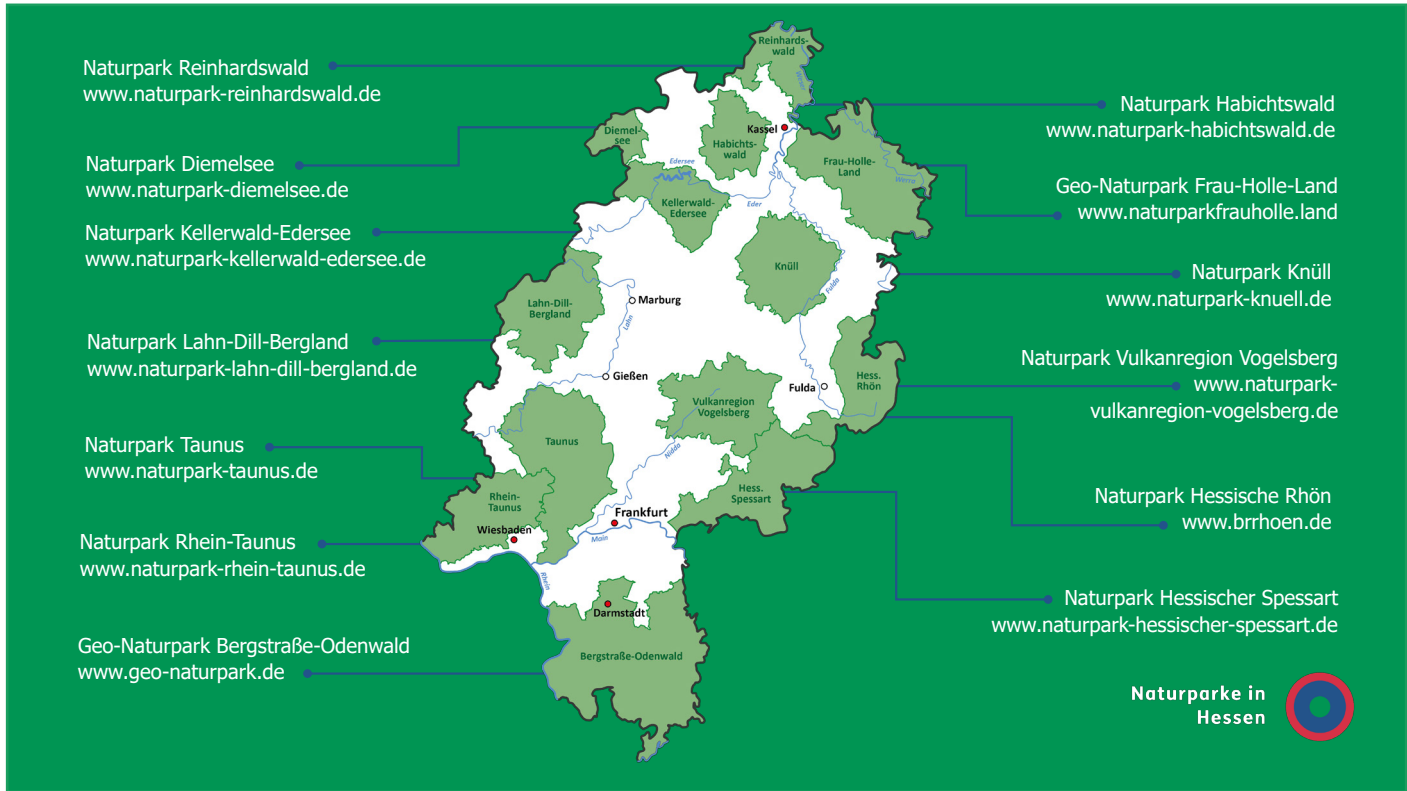 Naturpark Reinhardswald
www.naturpark-reinhardswald.de
Naturpark Diemelsee
www.naturpark-diemelsee.de
Naturpark Kellerwald-Edersee
www.naturpark-kellerwald-edersee.de
Naturpark Lahn-Dill-Bergland
www.naturpark-lahn-dill-bergland.de
Naturpark Taunus
www.naturpark-taunus.de
Naturpark Rhein-Taunus
www.naturpark-rhein-taunus.de
Geo-Naturpark Bergstraße-Odenwald
www.geo-naturpark.de
Reinhards-
wald
Weser
Diemel-
see
Habichts-
wald
Kassel
Frau-Holle-
Land
Werra
Edersee
Eder
Kellerwald-
Edersee
Knüll
Fulda
Lahn-Dill-
Bergland
Marburg
Lahn
Gießen
Fulda
Hess.
Rhön
Vulkanregion
Vogelsberg
Taunus
Nidda
Hess.
Spessart
Rhein-
Taunus
Wiesbaden
Frankfurt
Main
Rhein
Darmstadt
Bergstraße-Odenwald
Naturpark Habichtswald
www.naturpark-habichtswald.de
Geo-Naturpark Frau-Holle-Land
www.naturparkfrauholle.land
Naturpark Knüll
www.naturpark-knuell.de
Naturpark Vulkanregion Vogelsberg
www.naturpark-
vulkanregion-vogelsberg.de
Naturpark Hessische Rhön
www.brrhoen.de
Naturpark Hessischer Spessart
www.naturpark-hessischer-spessart.de
Naturparke in
Hessen